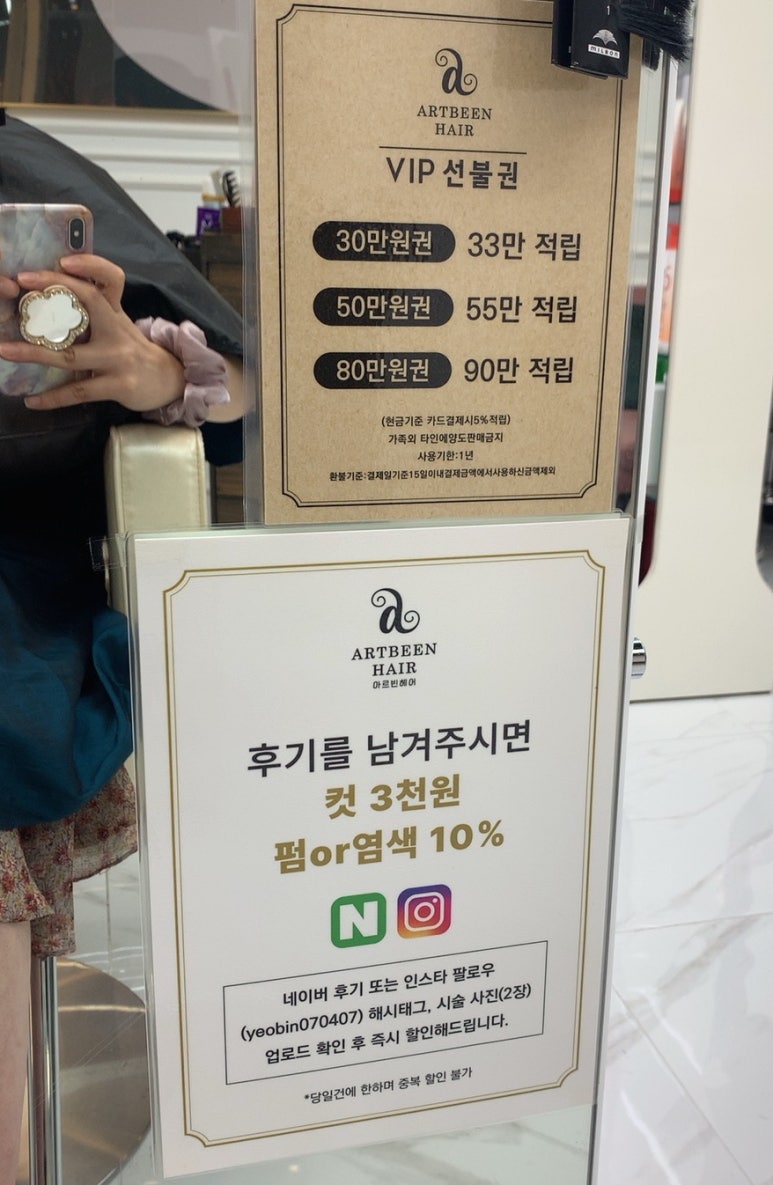 1
MILBON
a
ARTBEEN
HAIR
VIP 선불권
30만원권 33만 적립
50만원권 55만 적립
80만원권 90만 적립
(현금기준 카드결제시5%적립)
가족외 타인에양도판매금지
사용기한:1년
환불기준:결제일기준15일이내결제금액에서사용하신금액제외
a
ARTBEEN
HAIR
아르빈헤어
후기를 남겨주시면
컷 3천원
펌or염색 10%
N
네이버 후기 또는 인스타 팔로우
(yeobin070407) 해시태그, 시술 사진(2장)
업로드 확인 후 즉시 할인해드립니다.
*당일건에 한하며 중복 할인 불가